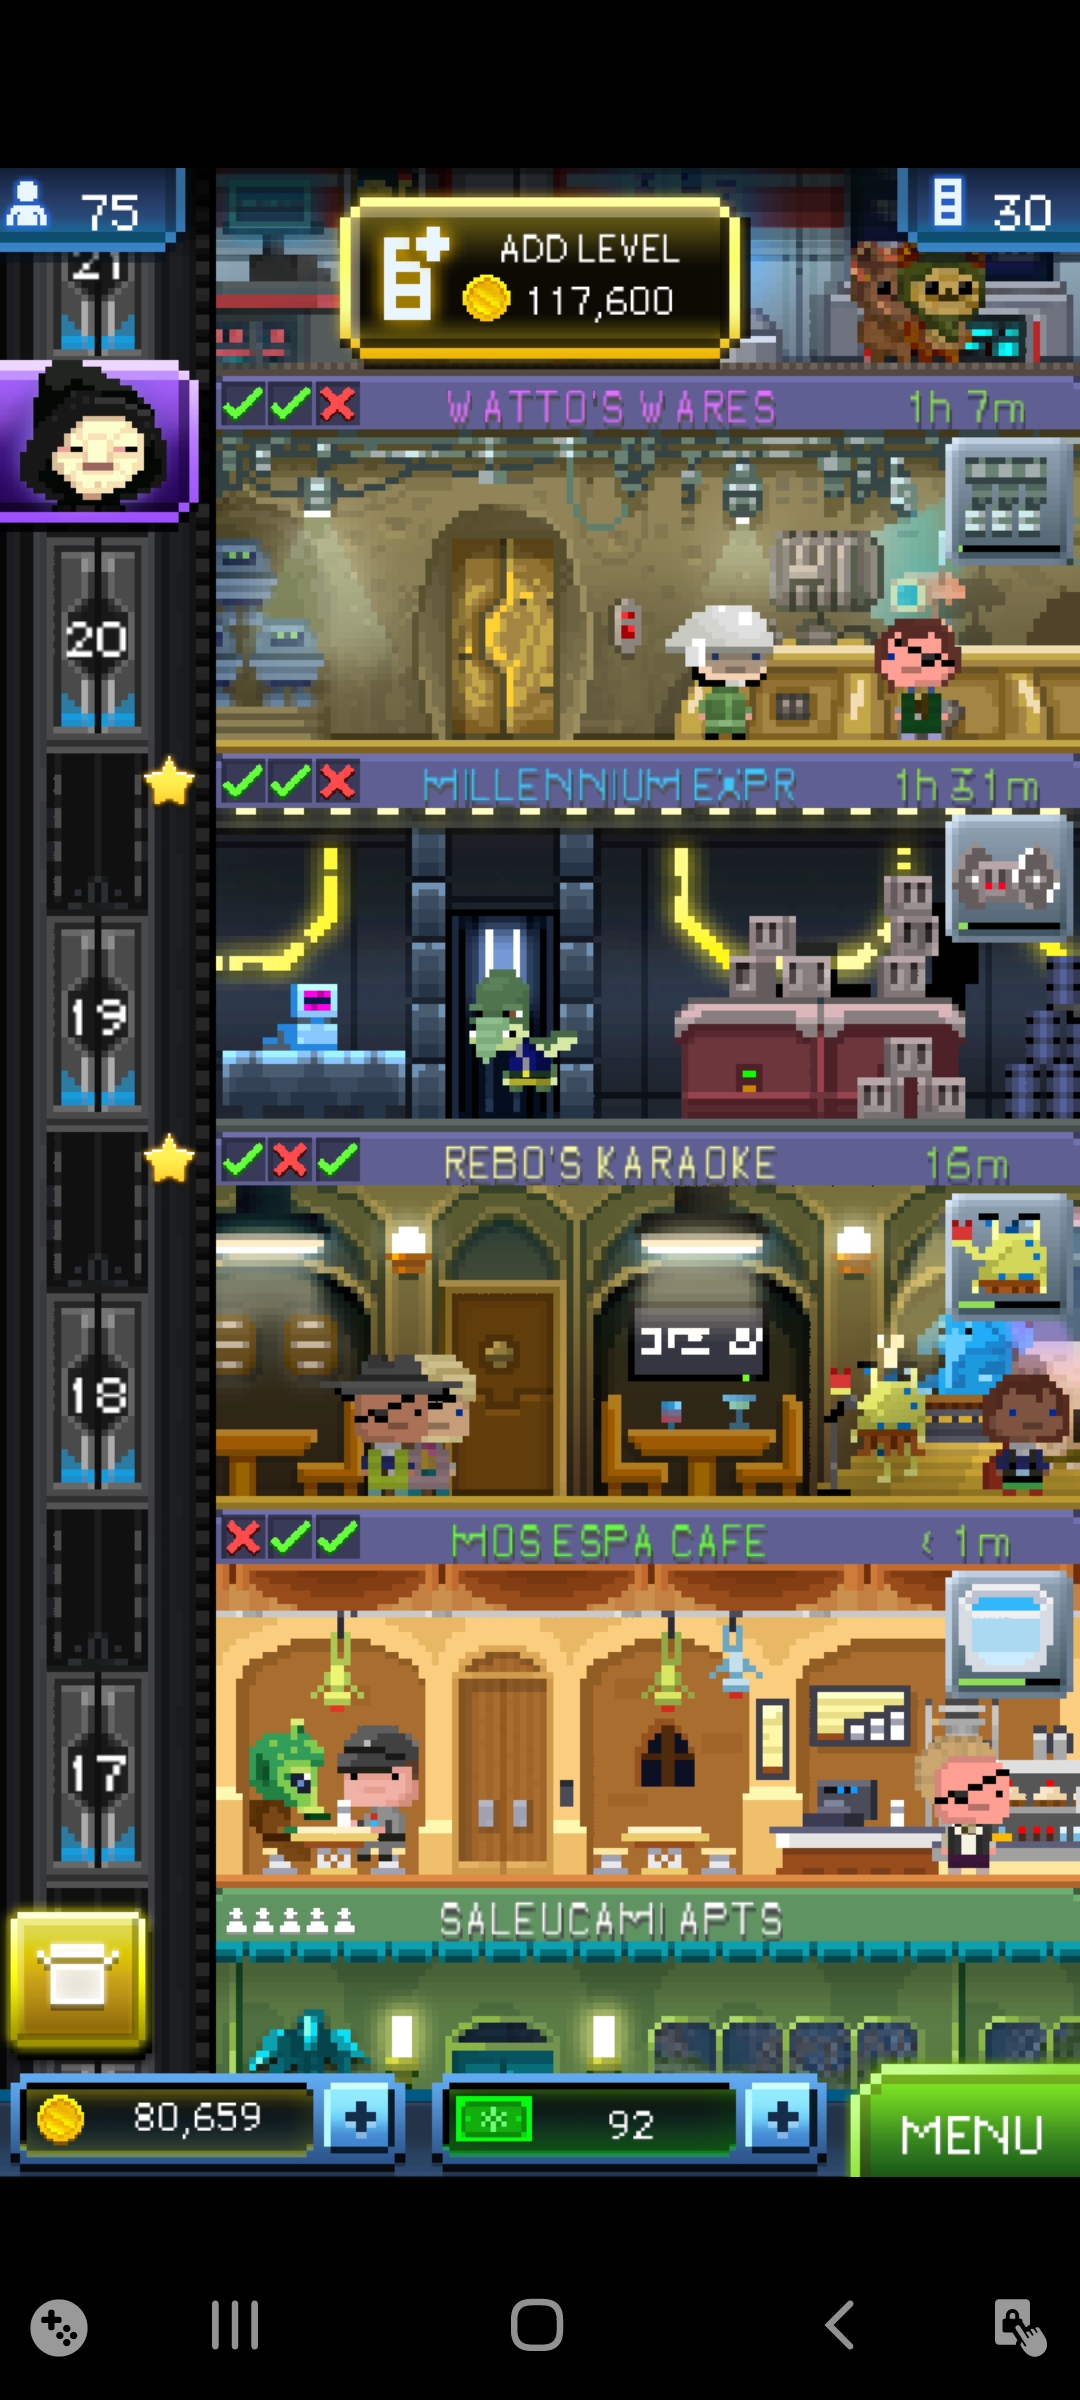 75
ADD LEVEL
117,600
30
21
WATTO'S WARES
1h 7m
20
MILLENNIUM EXPR
1h 31m
19
REBO'S KARAOKE
16m
18
MOS ESPA CAFE
< 1m
17
SALEUCAMI APTS
80,659
92
MENU